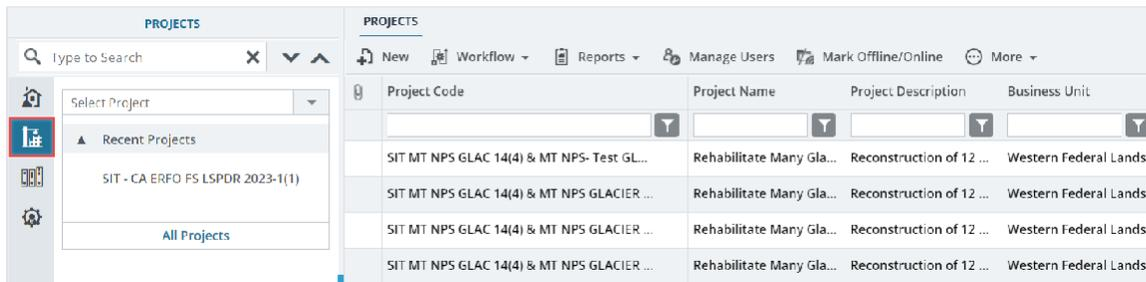 PROJECTS
Type to Search
Select Project
Recent Projects
SIT - CA ERFO FS LSPDR 2023-1(1)
All Projects
PROJECTS
New Workflow Reports Manage Users Mark Offline/Online More
Project Code Project Name Project Description Business Unit
SIT MT NPS GLAC 14(4) & MT NPS- Test GL... Rehabilitate Many Gla... Reconstruction of 12 ... Western Federal Lands
SIT MT NPS GLAC 14(4) & MT NPS GLACIER ... Rehabilitate Many Gla... Reconstruction of 12 ... Western Federal Lands
SIT MT NPS GLAC 14(4) & MT NPS GLACIER ... Rehabilitate Many Gla... Reconstruction of 12 ... Western Federal Lands
SIT MT NPS GLAC 14(4) & MT NPS GLACIER ... Rehabilitate Many Gla... Reconstruction of 12 ... Western Federal Lands